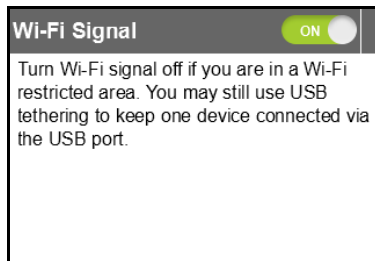 Wi-Fi Signal ON
Turn Wi-Fi signal off if you are in a Wi-Fi
restricted area. You may still use USB
tethering to keep one device connected via
the USB port.